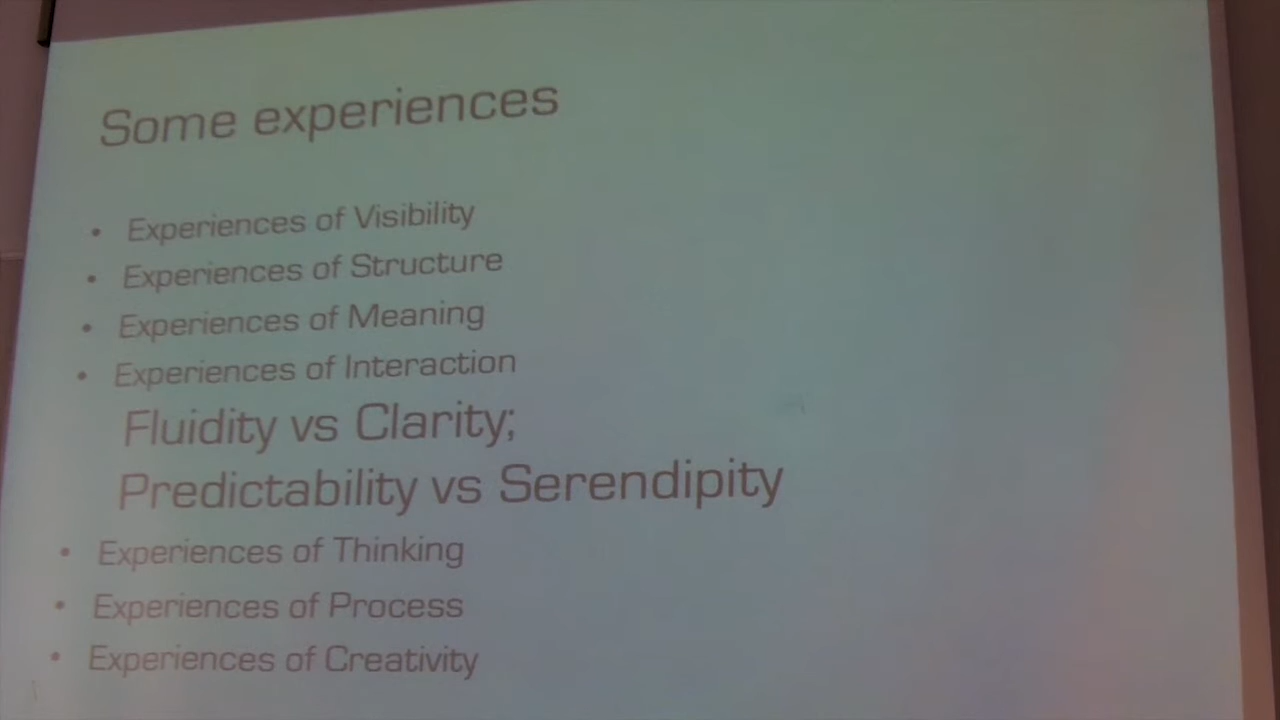 Some experiences
• Experiences of Visibility
• Experiences of Structure
• Experiences of Meaning
• Experiences of Interaction
Fluidity vs Clarity;
Predictability vs Serendipity
• Experiences of Thinking
• Experiences of Process
• Experiences of Creativity